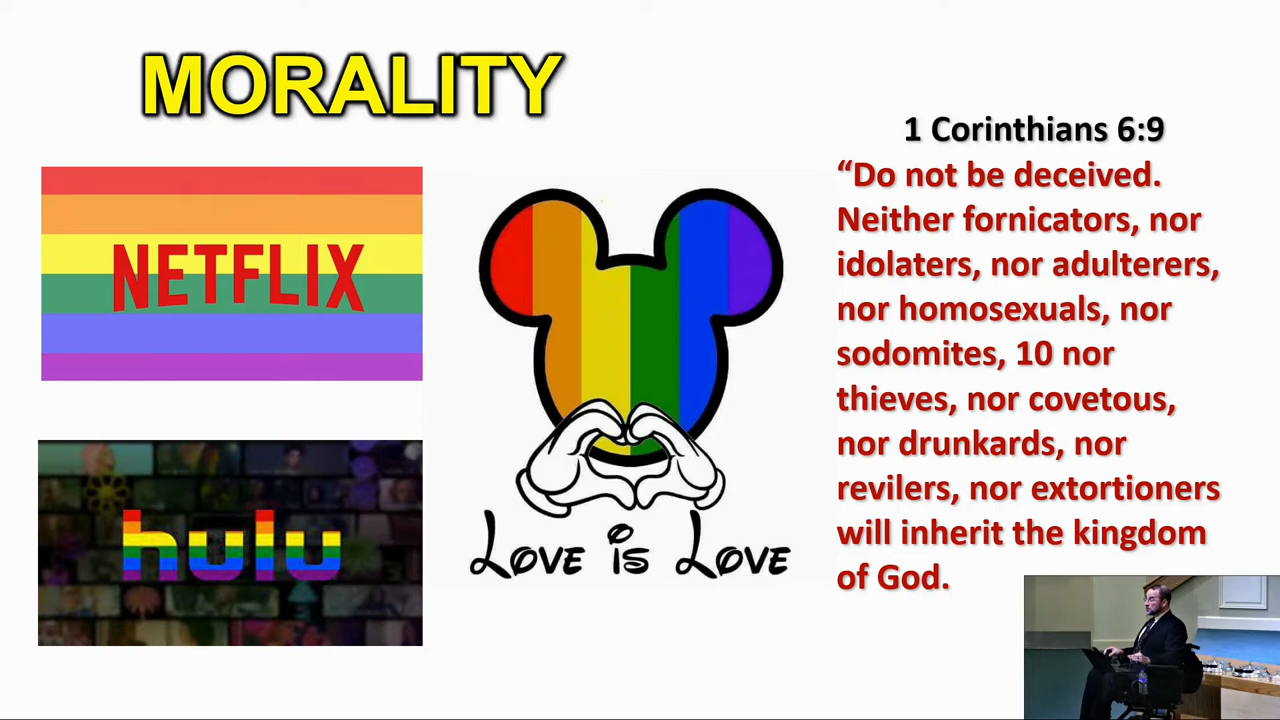 MORALITY
NETFLIX
hulu
LOVE is LOVE
1 Corinthians 6:9
“Do not be deceived.
Neither fornicators, nor
idolaters, nor adulterers,
nor homosexuals, nor
sodomites, 10 nor
thieves, nor covetous,
nor drunkards, nor
revilers, nor extortioners
will inherit the kingdom
of God.